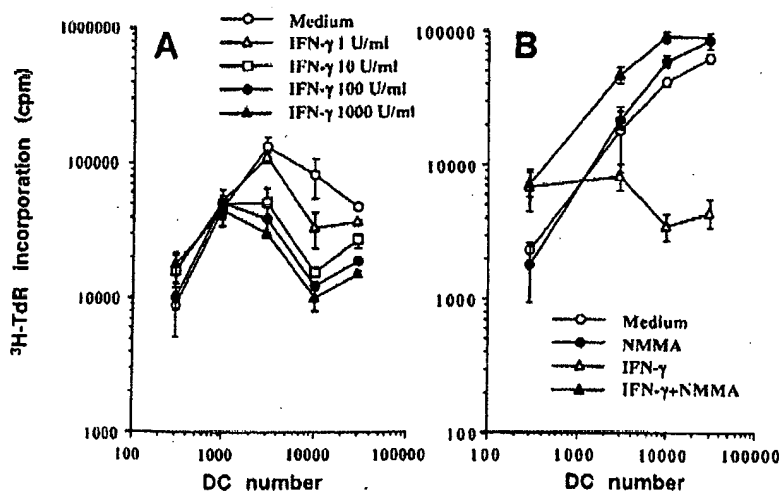 A
Medium
IFN-γ 1 U/ml
IFN-γ 10 U/ml
IFN-γ 100 U/ml
IFN-γ 1000 U/ml
³H-TdR incorporation (cpm)
1000000
100000
10000
1000
100
1000
10000
100000
DC number
B
100000
10000
1000
100
Medium
NMMA
IFN-γ
IFN-γ+NMMA
100
1000
10000
100000
DC number